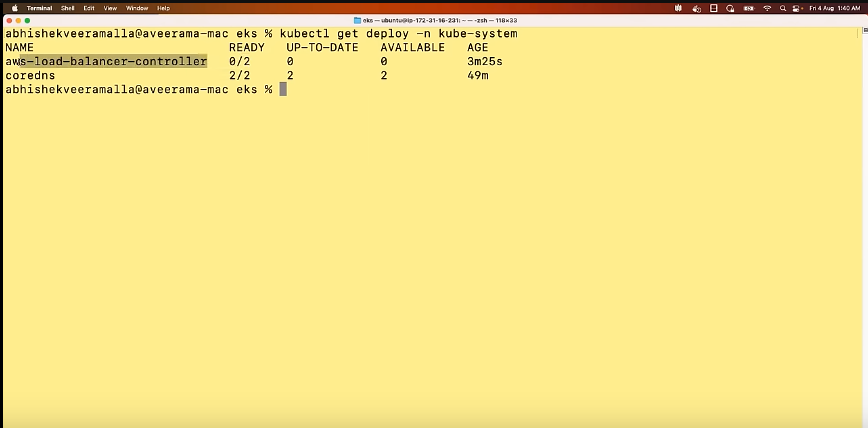 Terminal Shell Edit View Window Help Fri 4 Aug 1:40 AM
eks — ubuntu@ip-172-31-16-231: ~ — -zsh — 118×33
abhishekveeramalla@aveerama-mac eks % kubectl get deploy -n kube-system
NAME READY UP-TO-DATE AVAILABLE AGE
aws-load-balancer-controller 0/2 0 0 3m25s
coredns 2/2 2 2 49m
abhishekveeramalla@aveerama-mac eks %